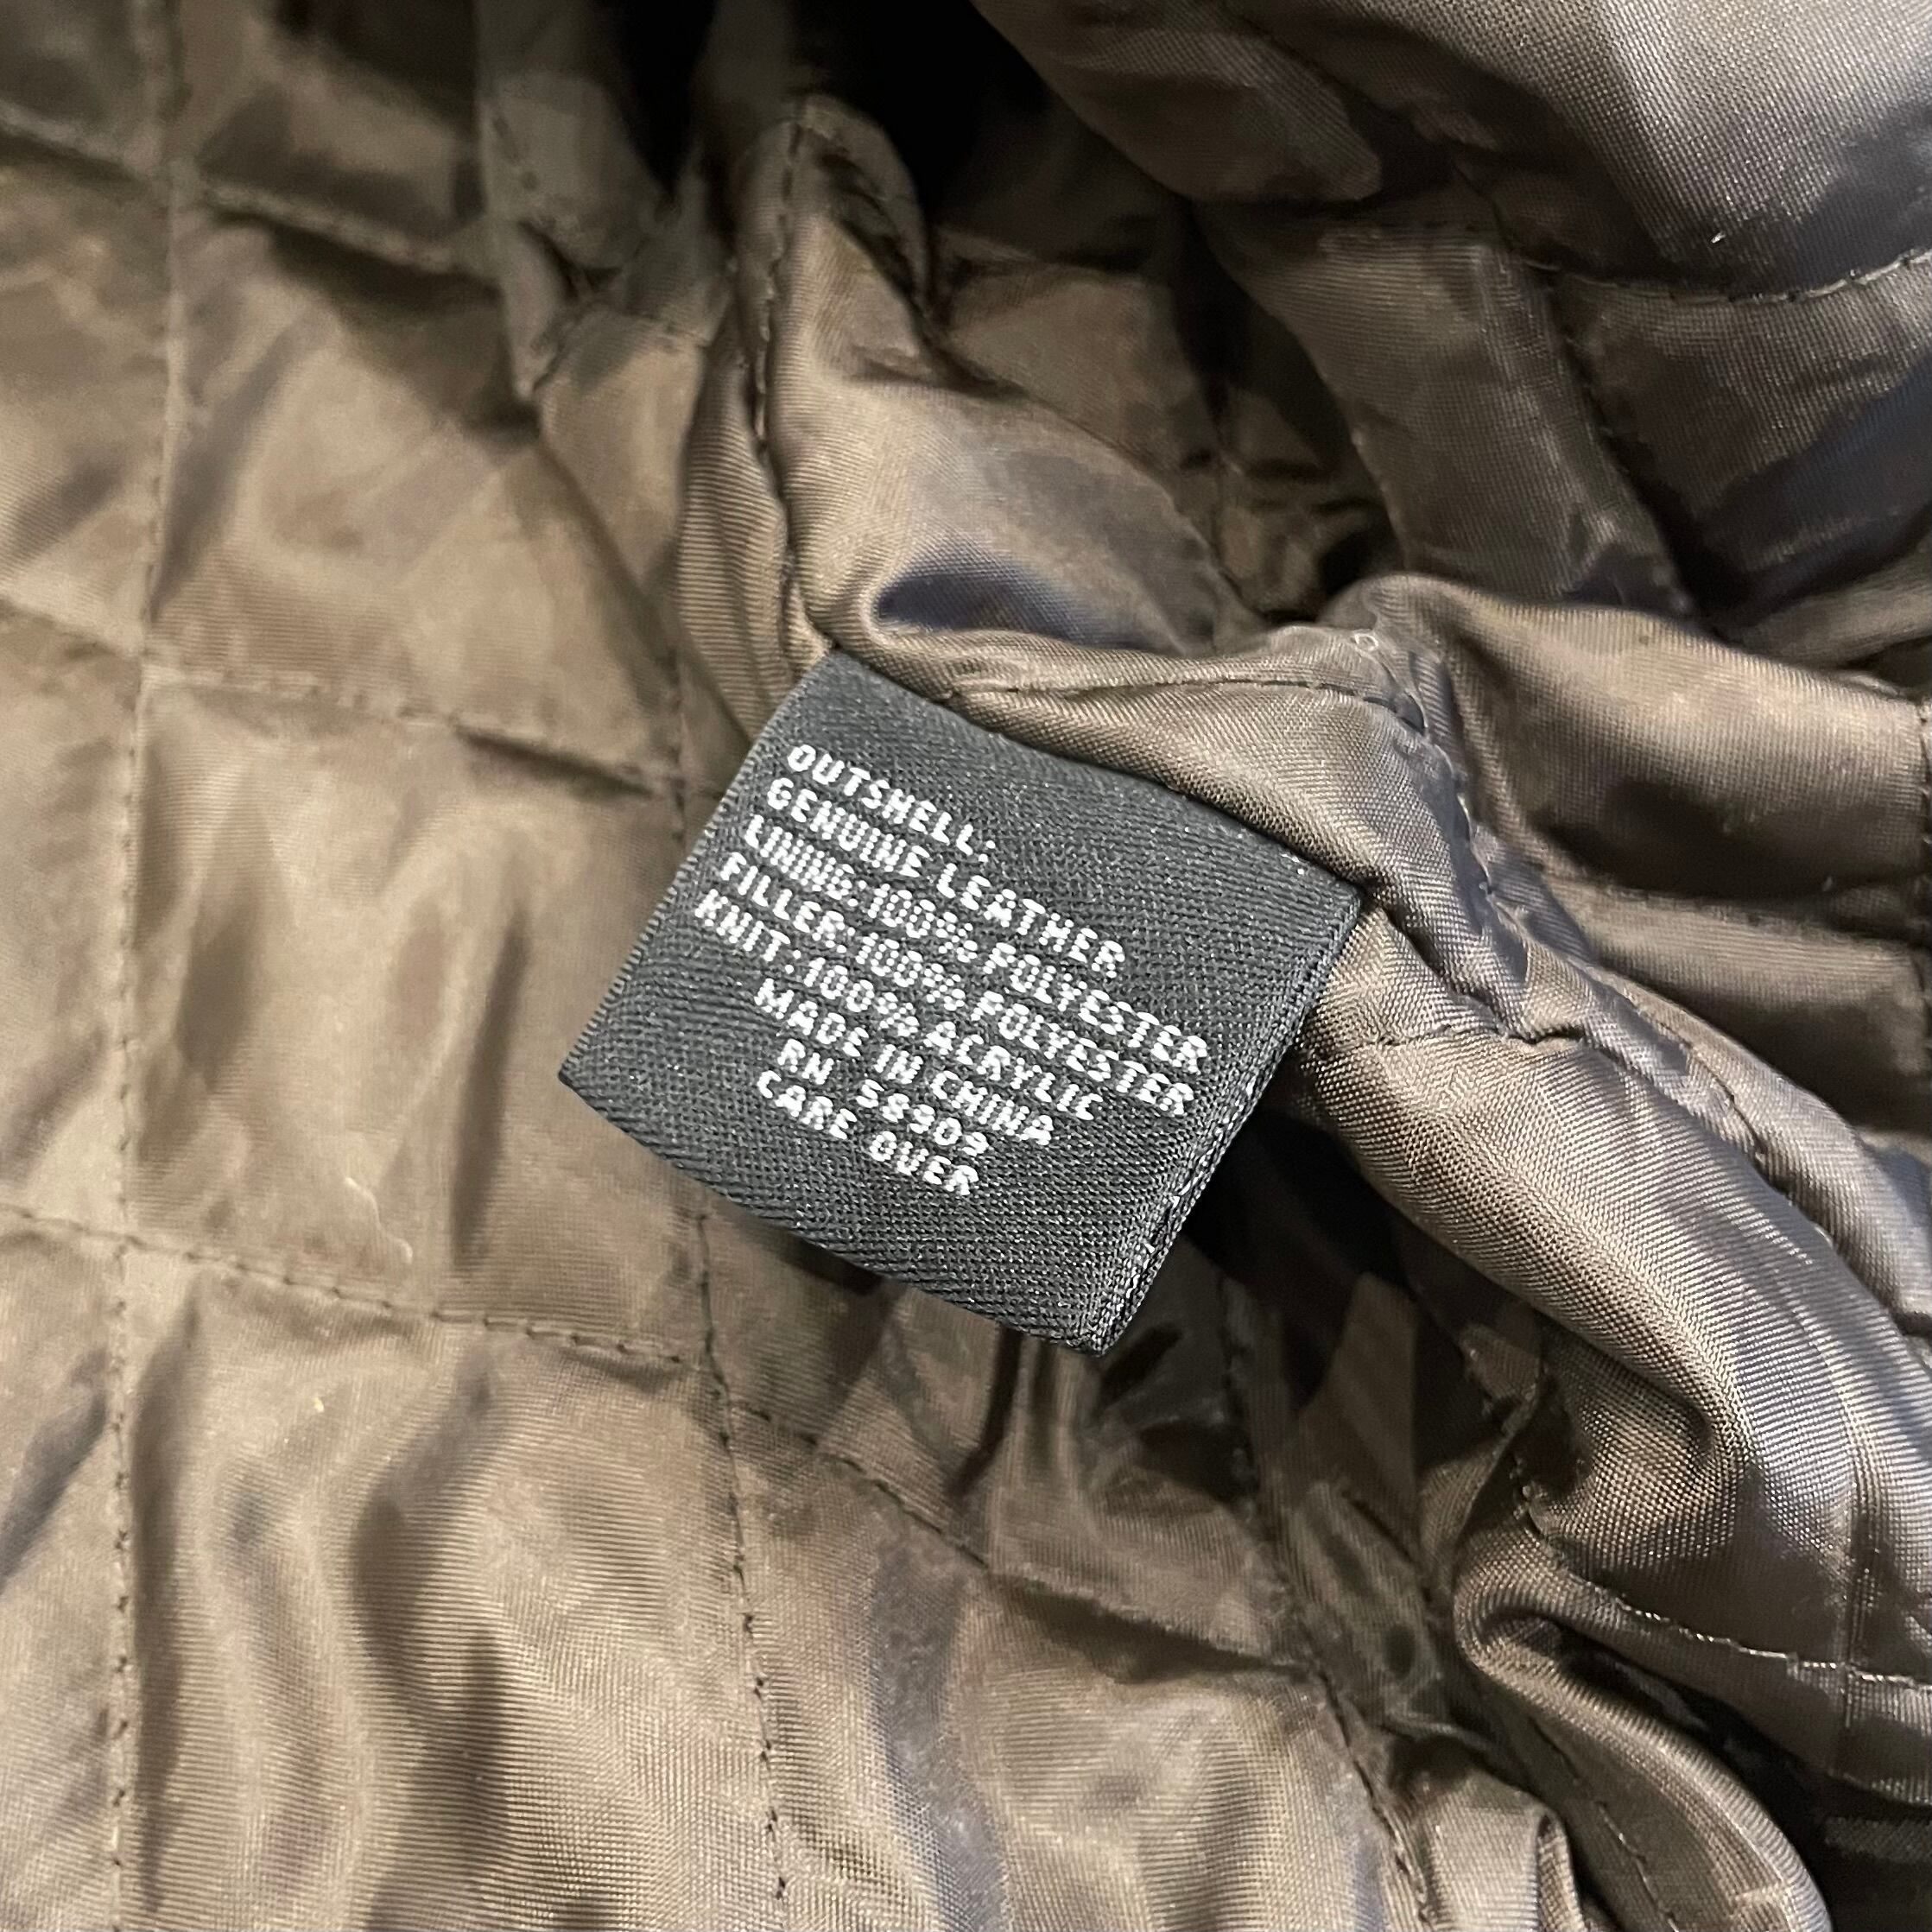 OUTSHELL:
GENUINE LEATHER
LINING:100% POLYESTER
FILLER:100% POLYESTER
KNIT:100% ACRYLIC
MADE IN CHINA
RN 58909
CARE OVER